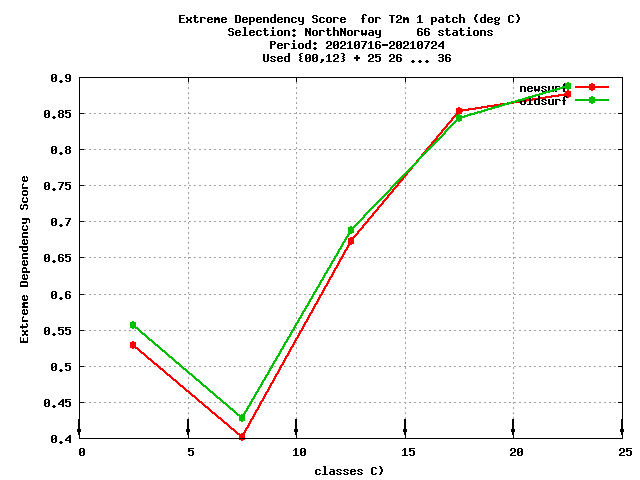 Extreme Dependency Score  for T2m 1 patch (deg C)
Selection: NorthNorway     66 stations
Period: 20210716-20210724
Used {00,12} + 25 26 ... 36
0.9
0.85
0.8
0.75
0.7
0.65
0.6
0.55
0.5
0.45
0.4
Extreme Dependency Score
newsurf
oldsurf
0 5 10 15 20 25
classes C)